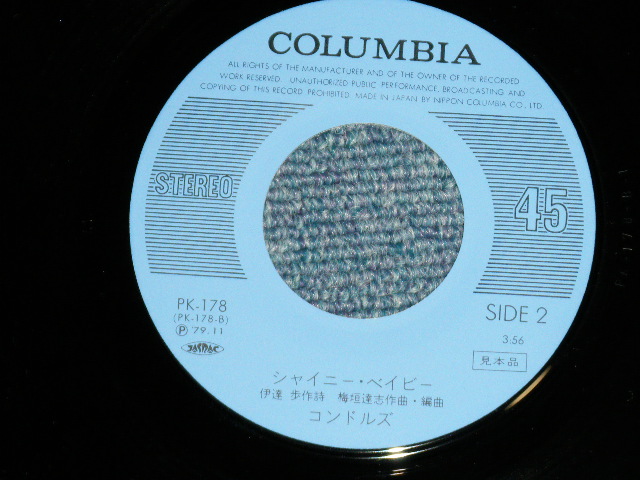 COLUMBIA
ALL RIGHTS OF THE MANUFACTURER AND OF THE OWNER OF THE RECORDED
WORK RESERVED. UNAUTHORIZED PUBLIC PERFORMANCE, BROADCASTING AND
COPYING OF THIS RECORD PROHIBITED. MADE IN JAPAN BY NIPPON COLUMBIA CO., LTD.
STEREO
45
PK-178
(PK-178-B)
Ⓟ '79.11
JASRAC
SIDE 2
3.56
見本品
シャイニー・ベイビー
伊達 歩作詩 梅垣達志作曲・編曲
コンドルズ